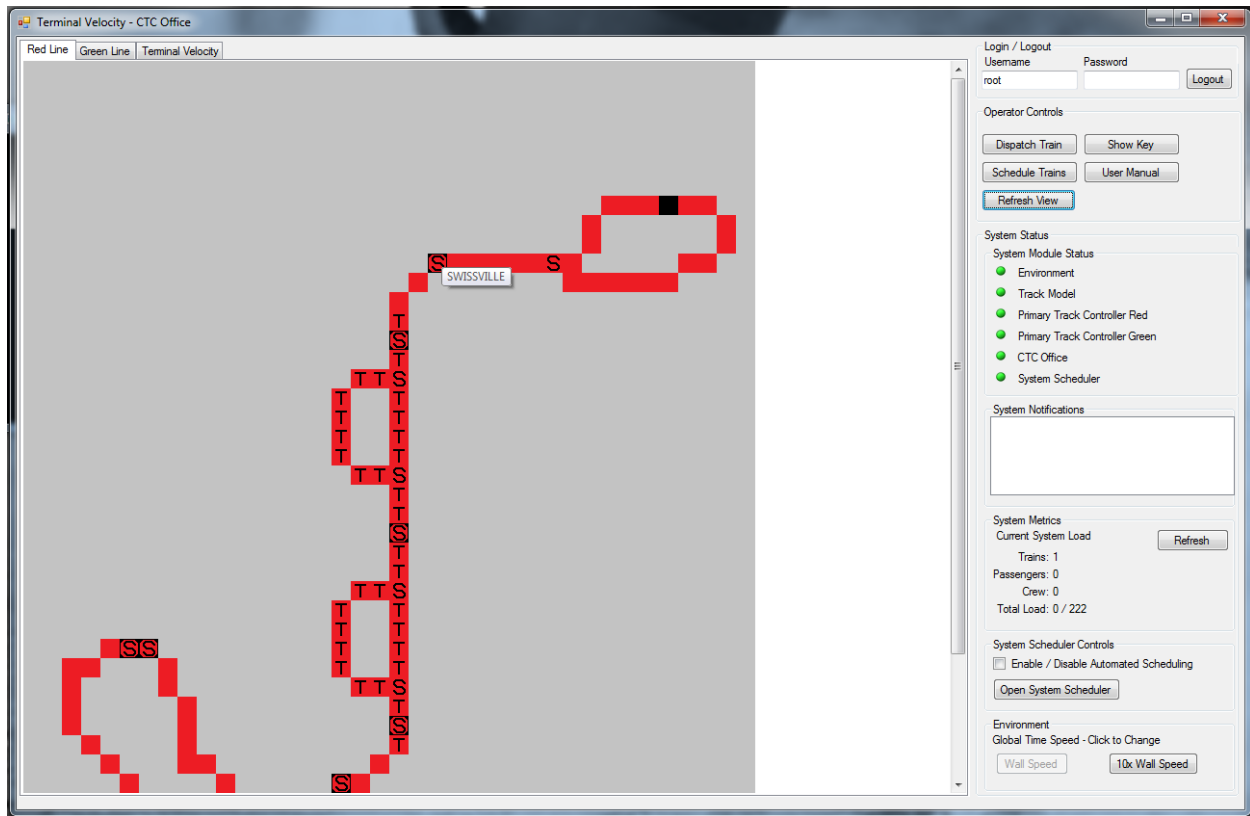 Terminal Velocity - CTC Office
Red Line Green Line Terminal Velocity
S S
SWISSVILLE
T
S
T
T T S
T T
T T
T T
T T
T T S
T
T
S
T
T
T T S
T T
T T
S S T T
T T
T T S
T
S
T
S
Login / Logout
Username Password
root
Logout
Operator Controls
Dispatch Train Show Key
Schedule Trains User Manual
Refresh View
System Status
System Module Status
Environment
Track Model
Primary Track Controller Red
Primary Track Controller Green
CTC Office
System Scheduler
System Notifications
System Metrics
Current System Load
Refresh
Trains: 1
Passengers: 0
Crew: 0
Total Load: 0 / 222
System Scheduler Controls
Enable / Disable Automated Scheduling
Open System Scheduler
Environment
Global Time Speed - Click to Change
Wall Speed 10x Wall Speed